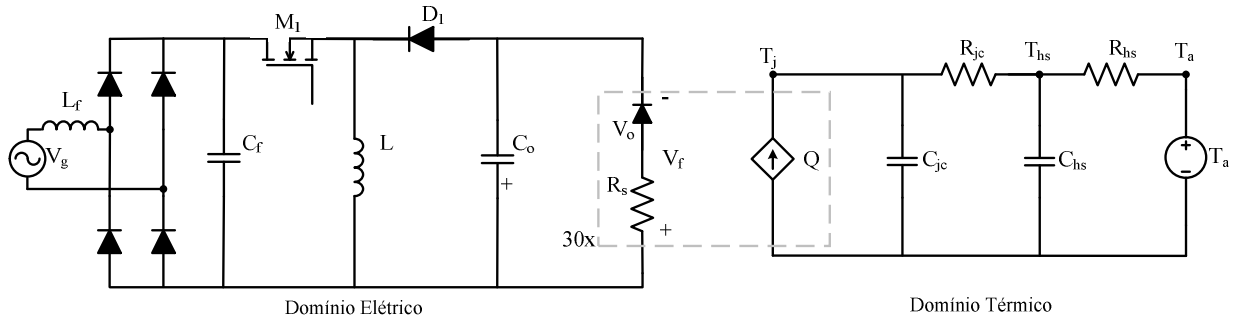 M1
D1
Lf
Vg
Cf
L
Co
+
Vo
-
Vf
Rs
+
30x
Domínio Elétrico
Tj
Rjc
Ths
Rhs
Ta
Q
Cjc
Chs
+
−
Ta
Domínio Térmico